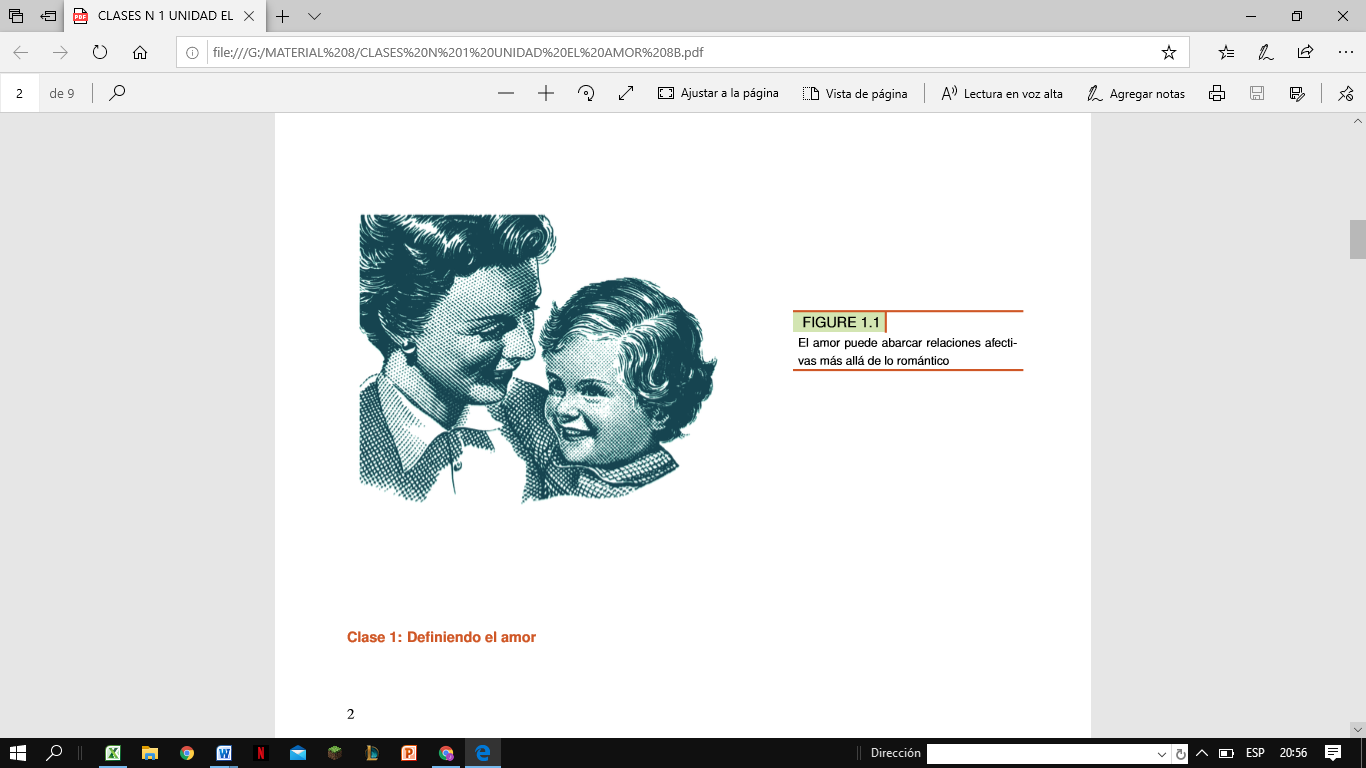 CLASES N 1 UNIDAD EL
file:///G:/MATERIAL%208/CLASES%20N%201%20UNIDAD%20EL%20AMOR%208B.pdf
2 de 9 Ajustar a la página Vista de página Lectura en voz alta Agregar notas
FIGURE 1.1
El amor puede abarcar relaciones afecti-
vas más allá de lo romántico
Clase 1: Definiendo el amor
2
Dirección ESP 20:56